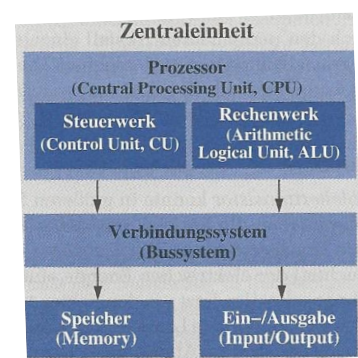 Zentraleinheit
Prozessor
(Central Processing Unit, CPU)
Steuerwerk
(Control Unit, CU)
Rechenwerk
(Arithmetic
Logical Unit, ALU)
Verbindungssystem
(Bussystem)
Speicher
(Memory)
Ein–/Ausgabe
(Input/Output)